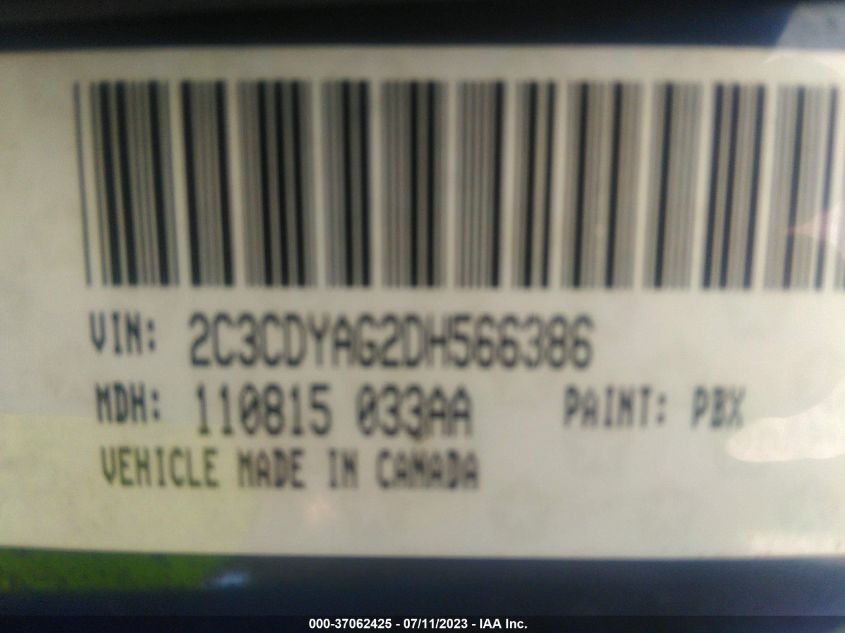 VIN: 2C3CDYAG2DH566386
MDH: 110815 033AA PAINT: PBX
VEHICLE MADE IN CANADA
000-37062425 - 07/11/2023 - IAA Inc.